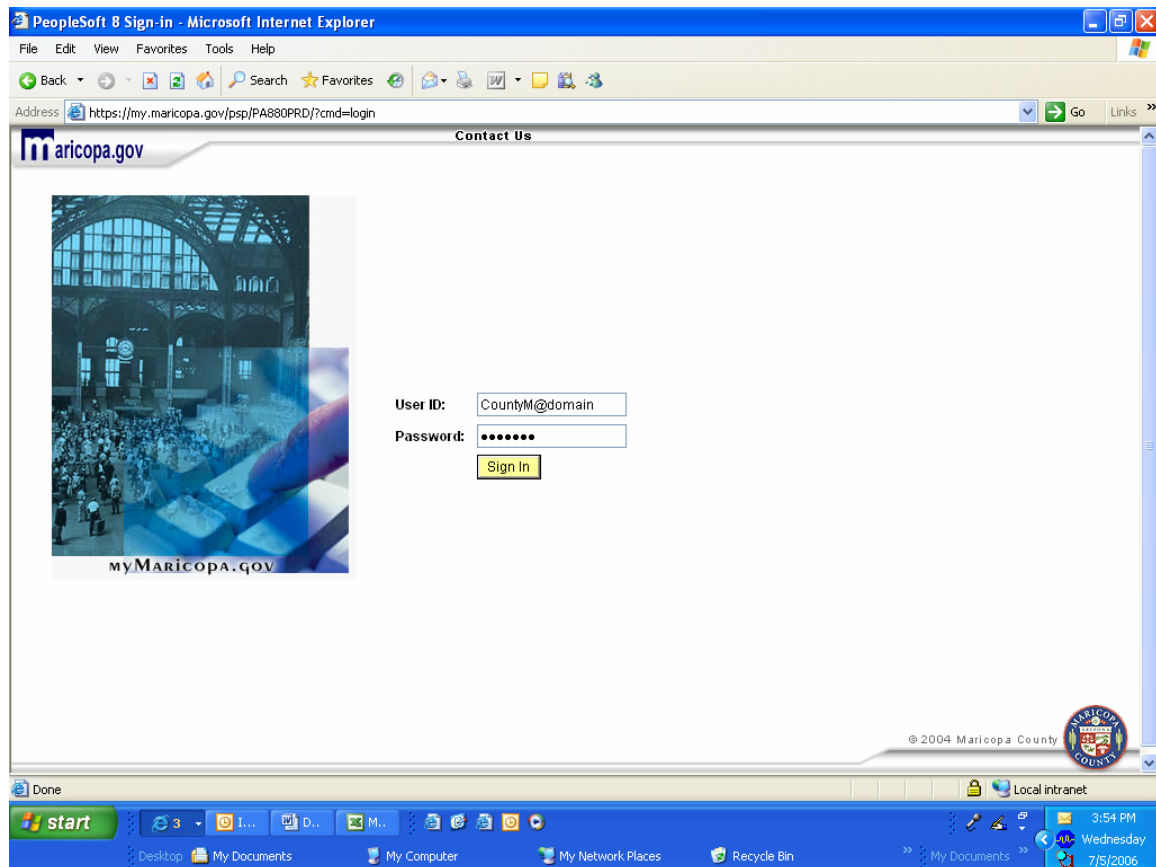 PeopleSoft 8 Sign-in - Microsoft Internet Explorer
File Edit View Favorites Tools Help
Back Search Favorites
Address https://my.maricopa.gov/psp/PA880PRD/?cmd=login Go Links »
maricopa.gov
Contact Us
User ID: CountyM@domain
Password: •••••••
Sign In
myMaricopa.gov
© 2004 Maricopa County
MARICOPA
COUNTY
Done Local intranet
start 3 I... D.. M.. 3:54 PM
Wednesday
Desktop My Documents My Computer My Network Places Recycle Bin » My Documents » 7/5/2006